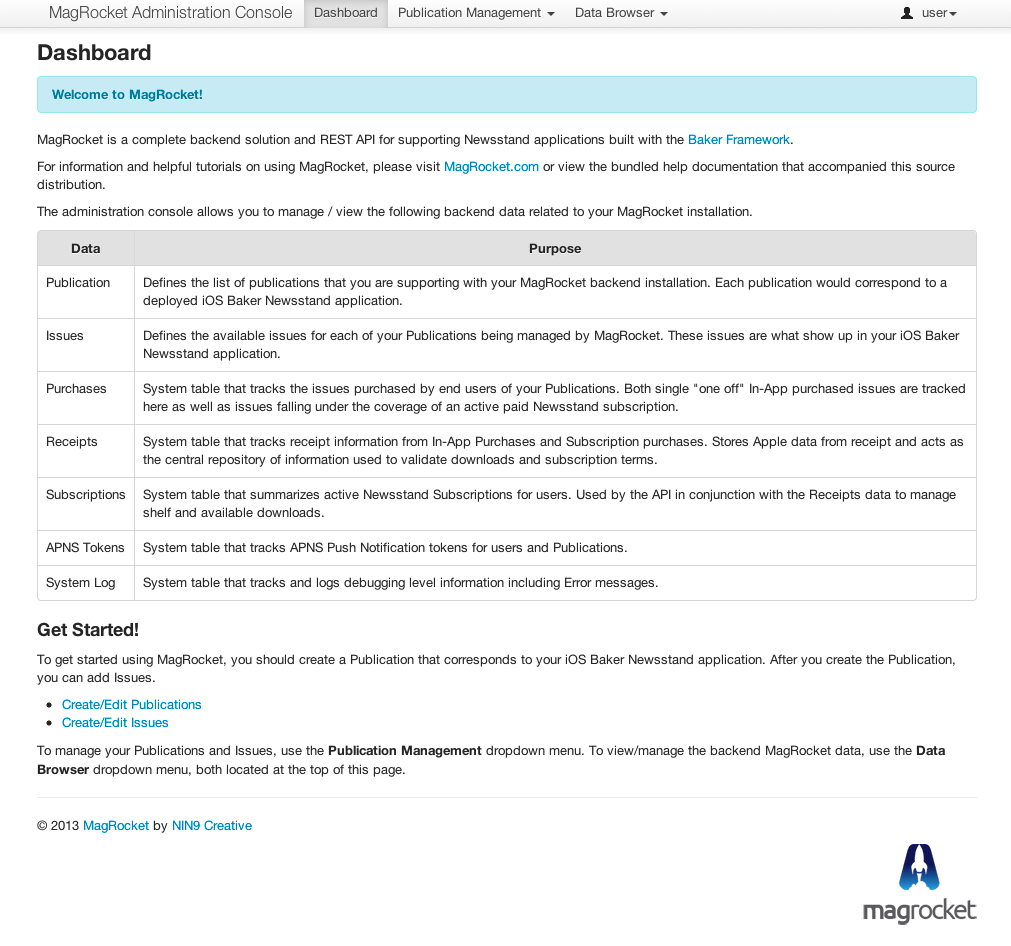 MagRocket Administration Console Dashboard Publication Management Data Browser user
Dashboard
Welcome to MagRocket!
MagRocket is a complete backend solution and REST API for supporting Newsstand applications built with the Baker Framework.
For information and helpful tutorials on using MagRocket, please visit MagRocket.com or view the bundled help documentation that accompanied this source
distribution.
The administration console allows you to manage / view the following backend data related to your MagRocket installation.
Data Purpose
Publication Defines the list of publications that you are supporting with your MagRocket backend installation. Each publication would correspond to a
deployed iOS Baker Newsstand application.
Issues Defines the available issues for each of your Publications being managed by MagRocket. These issues are what show up in your iOS Baker
Newsstand application.
Purchases System table that tracks the issues purchased by end users of your Publications. Both single "one off" In-App purchased issues are tracked
here as well as issues falling under the coverage of an active paid Newsstand subscription.
Receipts System table that tracks receipt information from In-App Purchases and Subscription purchases. Stores Apple data from receipt and acts as
the central repository of information used to validate downloads and subscription terms.
Subscriptions System table that summarizes active Newsstand Subscriptions for users. Used by the API in conjunction with the Receipts data to manage
shelf and available downloads.
APNS Tokens System table that tracks APNS Push Notification tokens for users and Publications.
System Log System table that tracks and logs debugging level information including Error messages.
Get Started!
To get started using MagRocket, you should create a Publication that corresponds to your iOS Baker Newsstand application. After you create the Publication,
you can add Issues.
• Create/Edit Publications
• Create/Edit Issues
To manage your Publications and Issues, use the Publication Management dropdown menu. To view/manage the backend MagRocket data, use the Data
Browser dropdown menu, both located at the top of this page.
© 2013 MagRocket by NIN9 Creative
magrocket